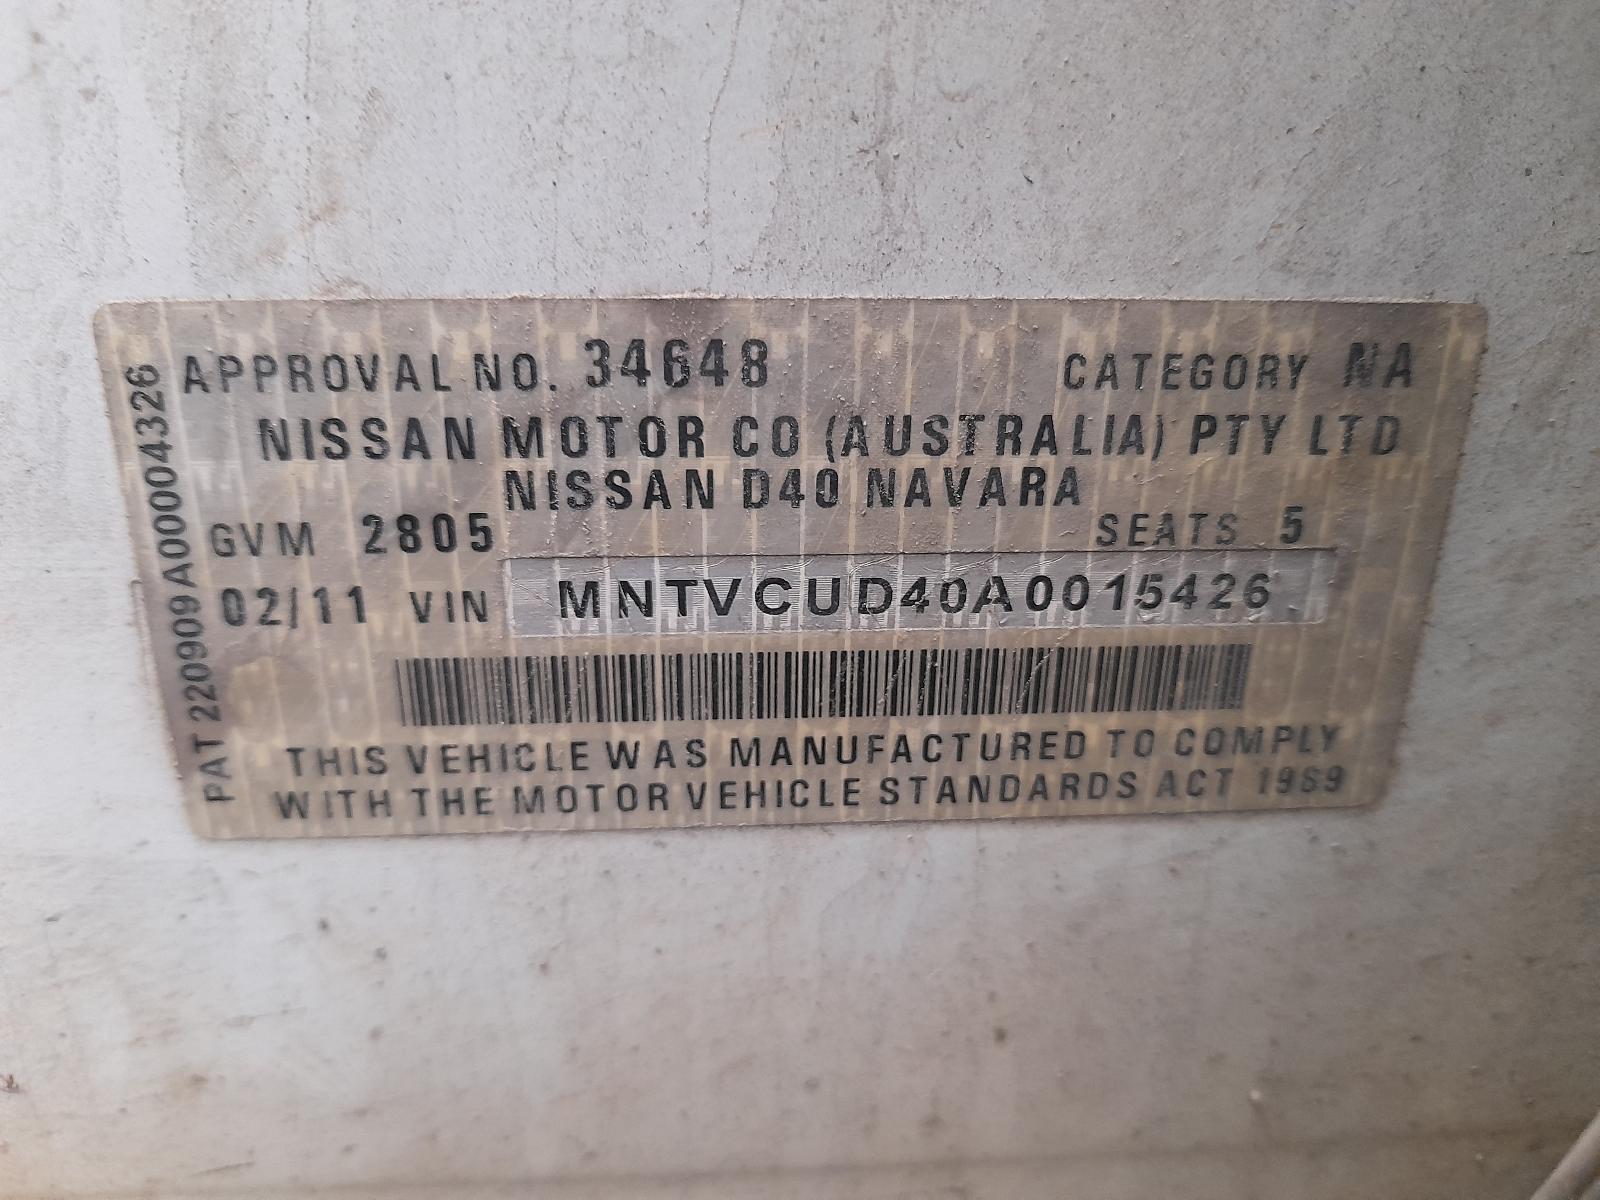 APPROVAL NO. 34648 CATEGORY NA
NISSAN MOTOR CO (AUSTRALIA) PTY LTD
NISSAN D40 NAVARA
GVM 2805 SEATS 5
02/11 VIN MNTVCUD40A0015426
THIS VEHICLE WAS MANUFACTURED TO COMPLY
WITH THE MOTOR VEHICLE STANDARDS ACT 1989
PAT 220909A00004326